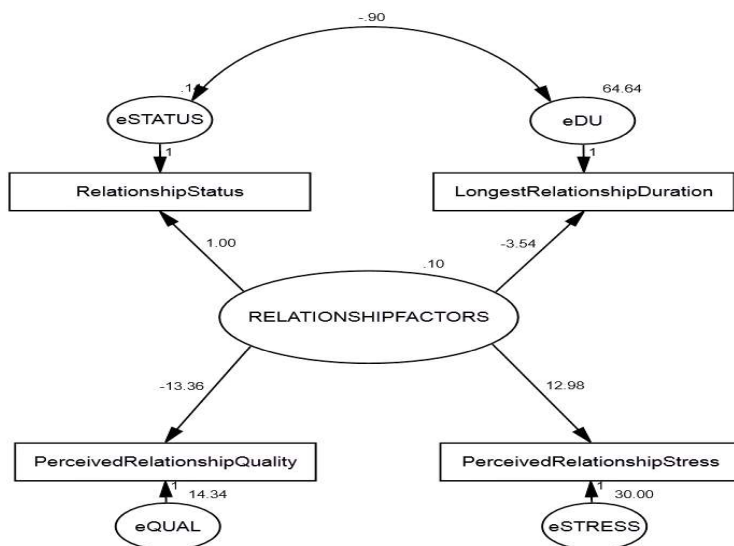 -.90
64.64
eSTATUS
eDU
1
1
RelationshipStatus
LongestRelationshipDuration
1.00
-3.54
.10
RELATIONSHIPFACTORS
-13.36
12.98
PerceivedRelationshipQuality
PerceivedRelationshipStress
1
14.34
1
30.00
eQUAL
eSTRESS